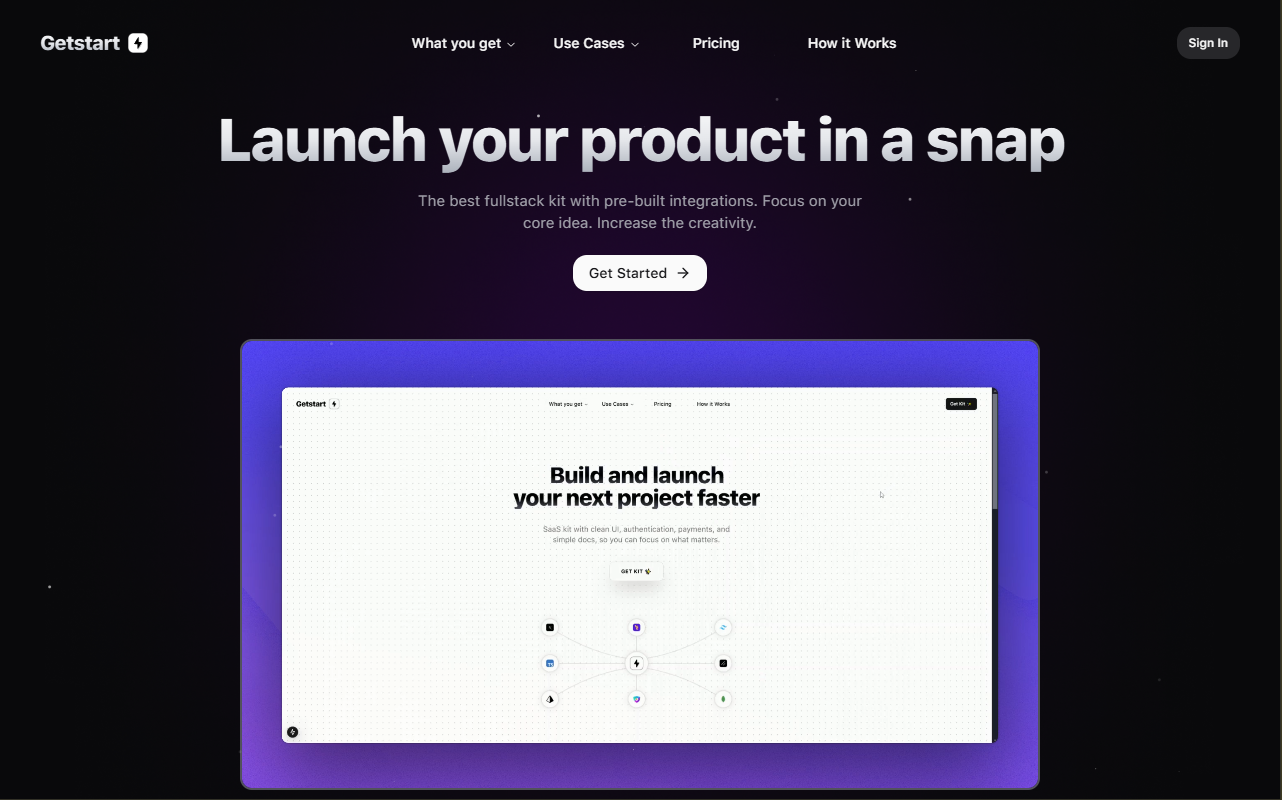 Getstart
What you get
Use Cases
Pricing
How it Works
Sign In
Launch your product in a snap
The best fullstack kit with pre-built integrations. Focus on your
core idea. Increase the creativity.
Get Started
Getstart
What you get
Use Cases
Pricing
How it Works
Get Kit
Build and launch
your next project faster
SaaS kit with clean UI, authentication, payments, and
simple docs, so you can focus on what matters.
GET KIT